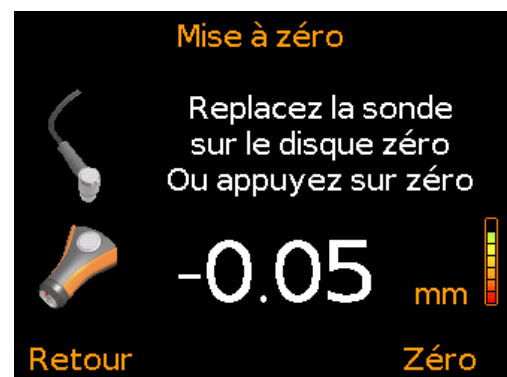 Mise à zéro
Replacez la sonde
sur le disque zéro
Ou appuyez sur zéro
-0.05 mm
Retour Zéro